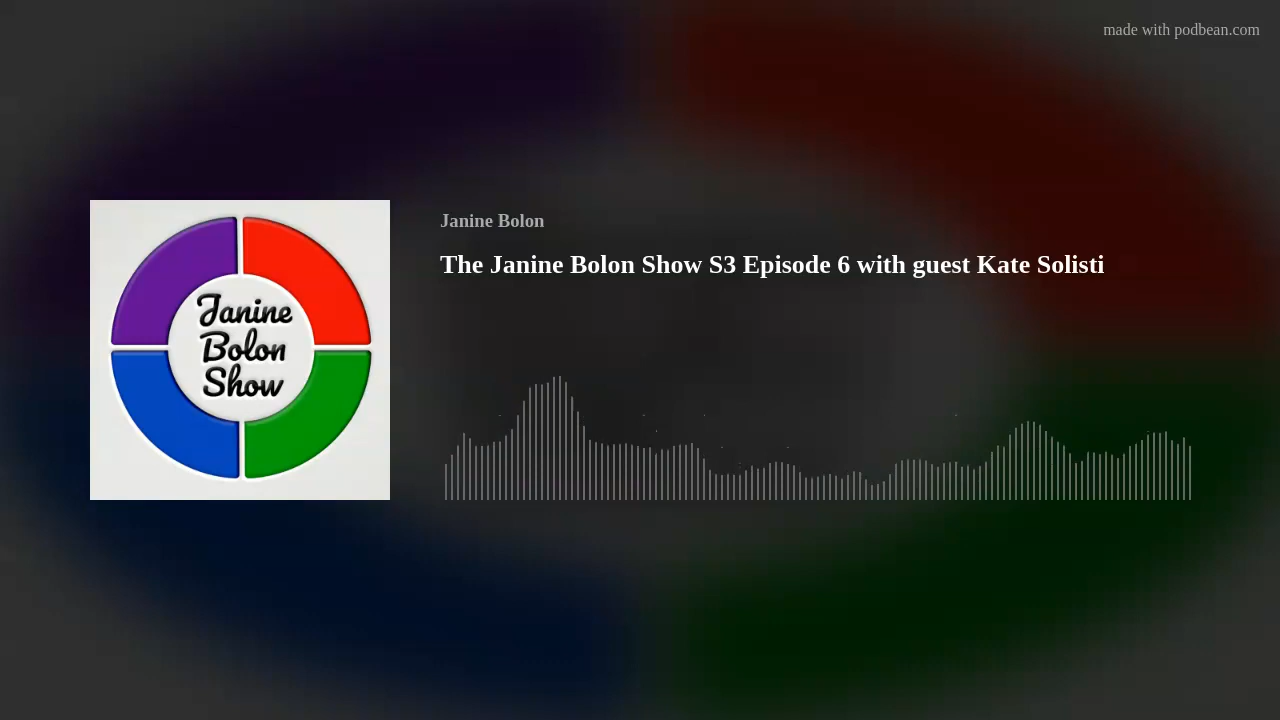 made with podbean.com
Janine Bolon
The Janine Bolon Show S3 Episode 6 with guest Kate Solisti
Janine
Bolon
Show